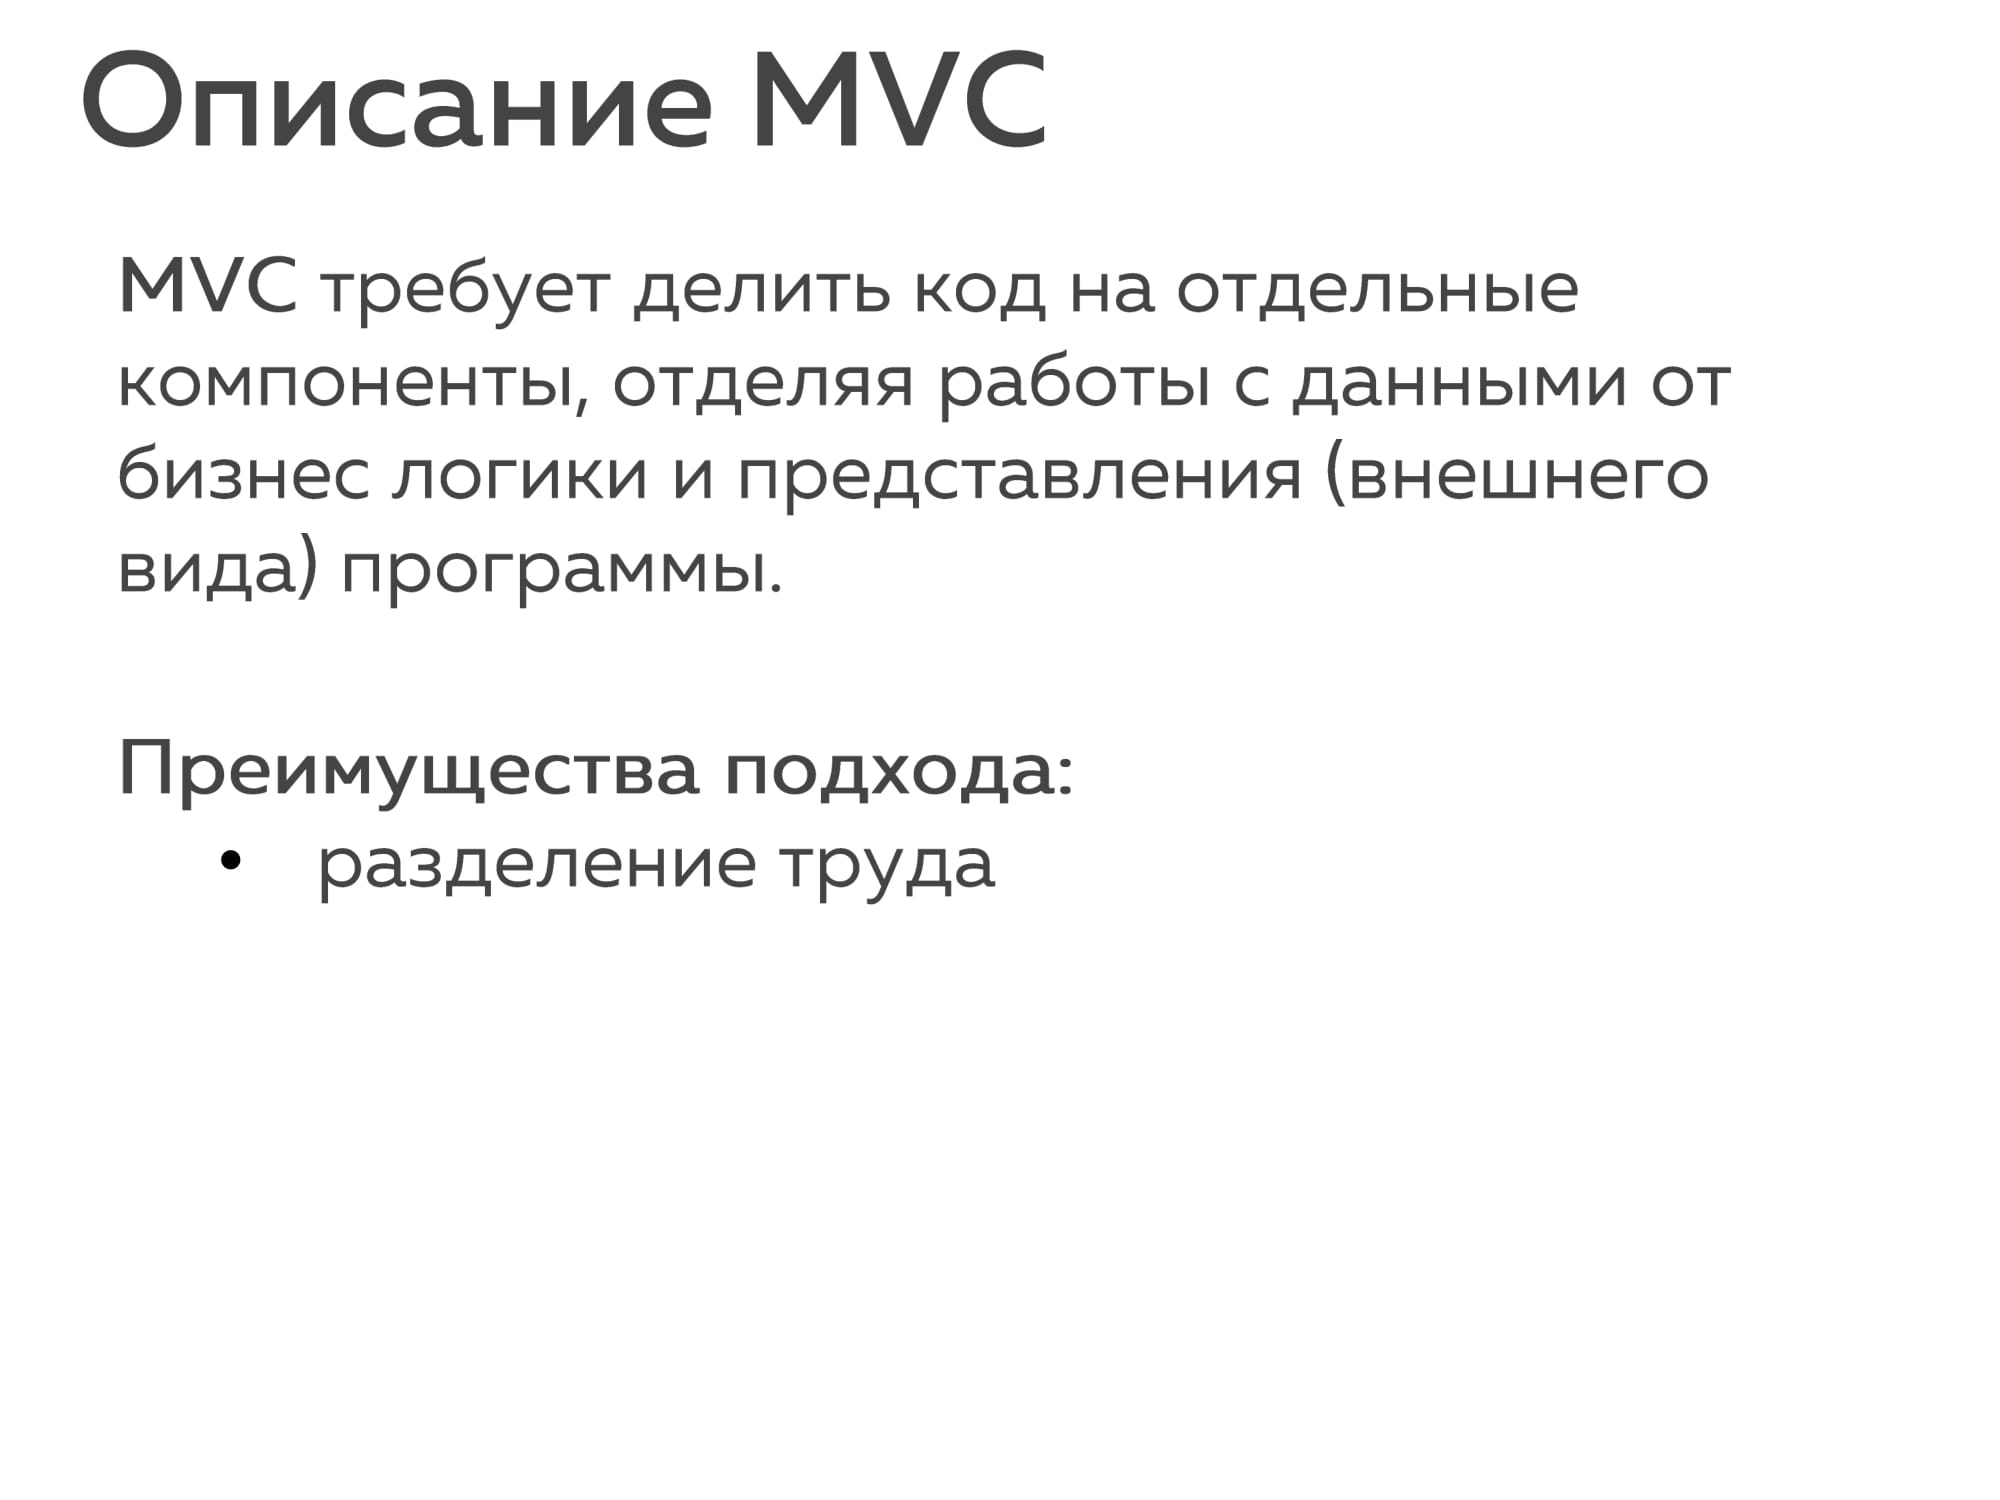 Описание MVC
MVC требует делить код на отдельные
компоненты, отделяя работы с данными от
бизнес логики и представления (внешнего
вида) программы.
Преимущества подхода:
• разделение труда